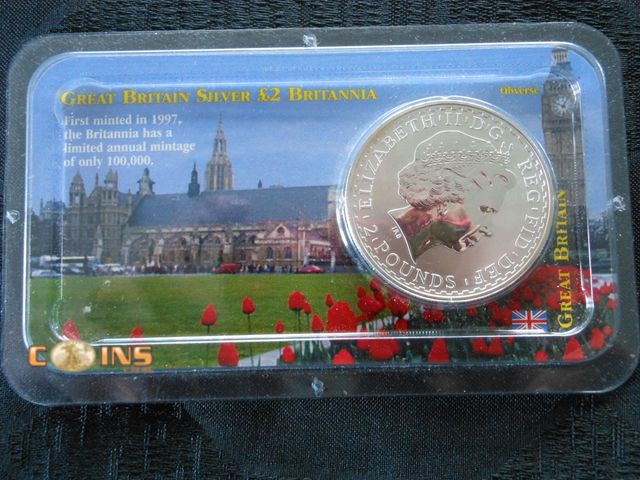 GREAT BRITAIN SILVER £2 BRITANNIA
First minted in 1997,
the Britannia has a
limited annual mintage
of only 100,000.
Obverse
ELIZABETH·II·D·G
REG·FID·DEF·
2 POUNDS
GREAT BRITAIN
COINS